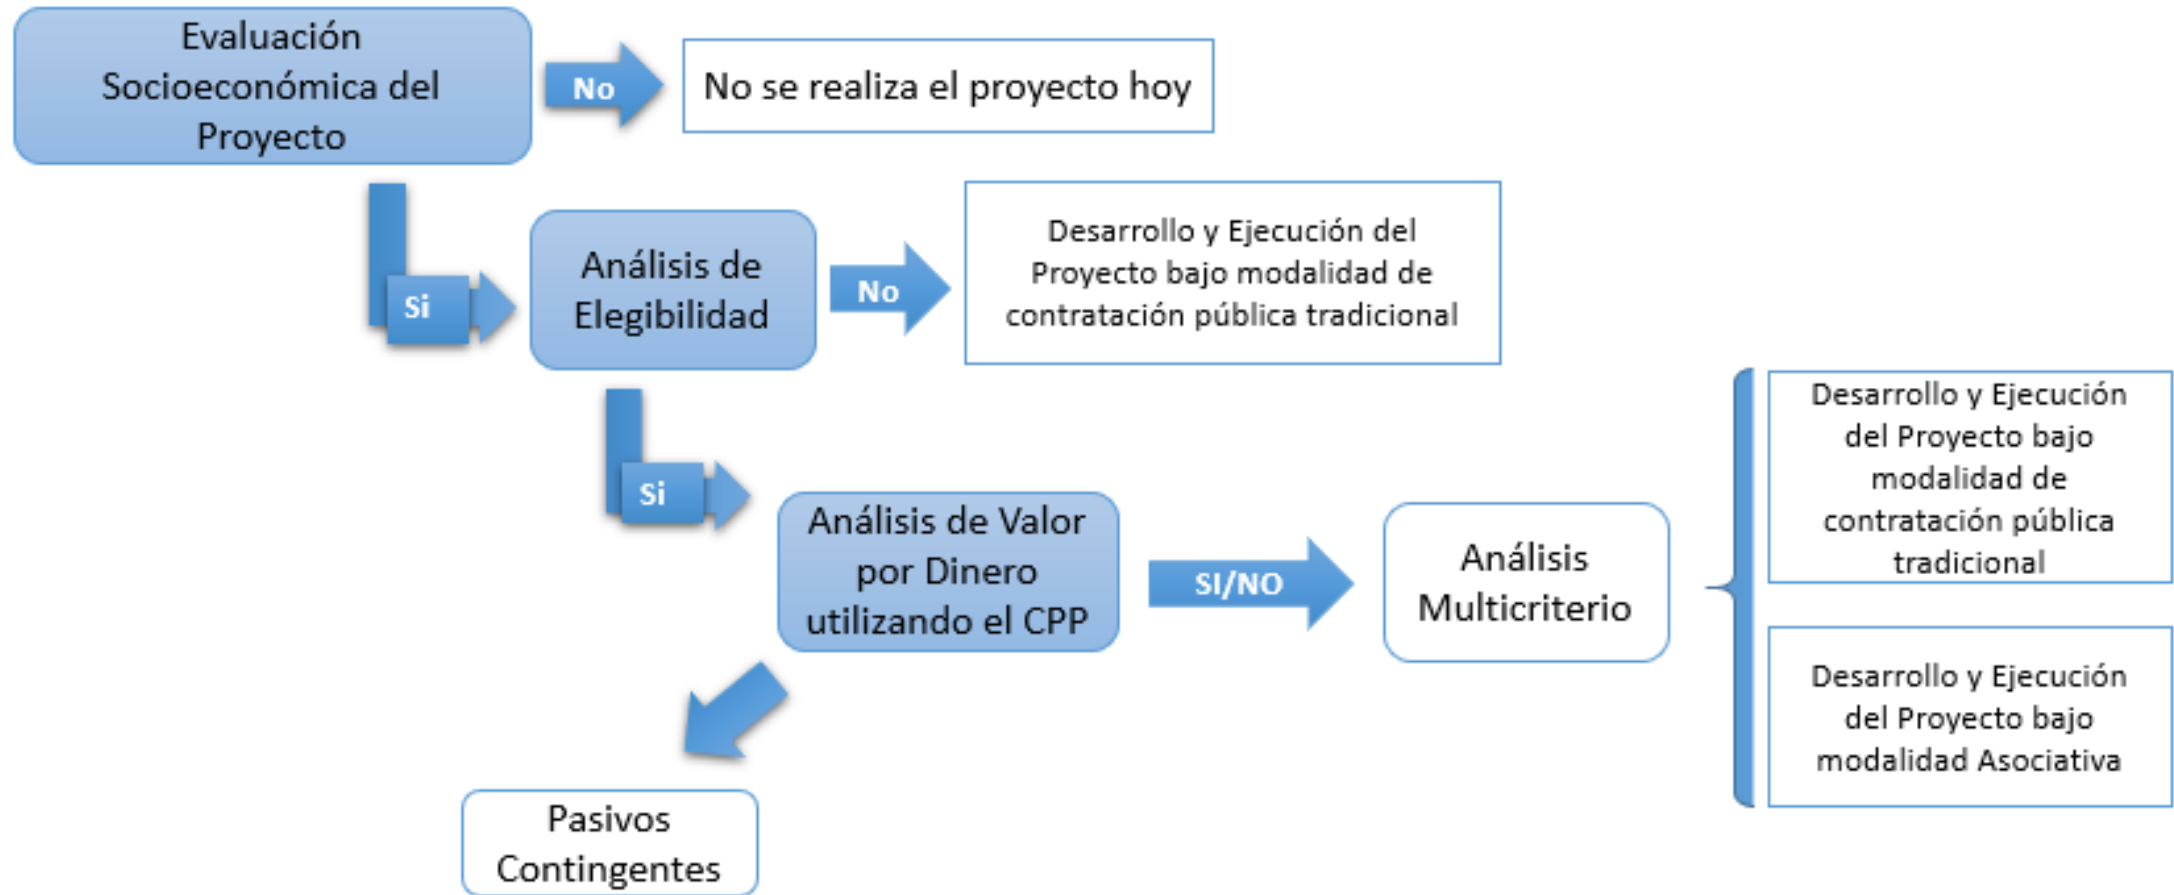 Evaluación
Socioeconómica del
Proyecto
No
No se realiza el proyecto hoy
Si
Análisis de
Elegibilidad
No
Desarrollo y Ejecución del
Proyecto bajo modalidad de
contratación pública tradicional
Si
Análisis de Valor
por Dinero
utilizando el CPP
SI/NO
Análisis
Multicriterio
Desarrollo y Ejecución
del Proyecto bajo
modalidad de
contratación pública
tradicional
Desarrollo y Ejecución
del Proyecto bajo
modalidad Asociativa
Pasivos
Contingentes